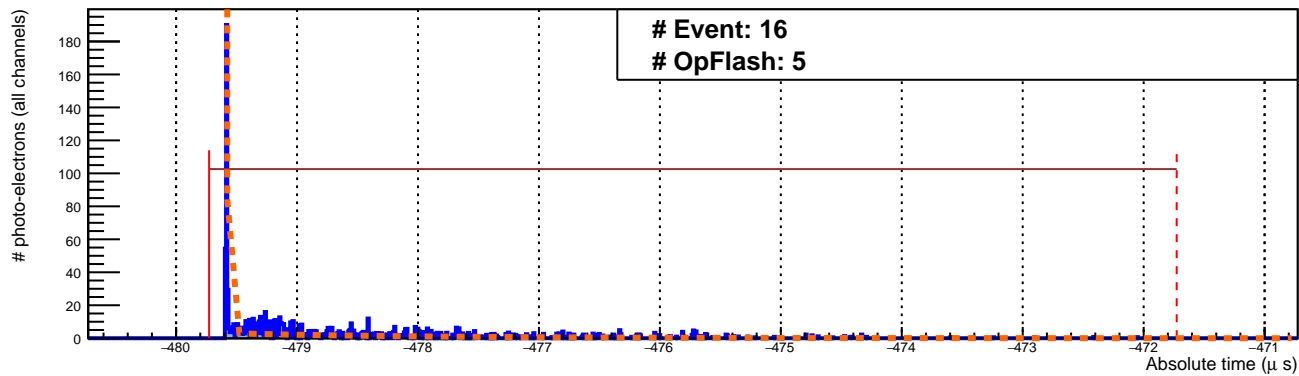 # Event: 16
# OpFlash: 5
# photo-electrons (all channels)
180
160
140
120
100
80
60
40
20
0
−480 −479 −478 −477 −476 −475 −474 −473 −472 −471
Absolute time (μ s)